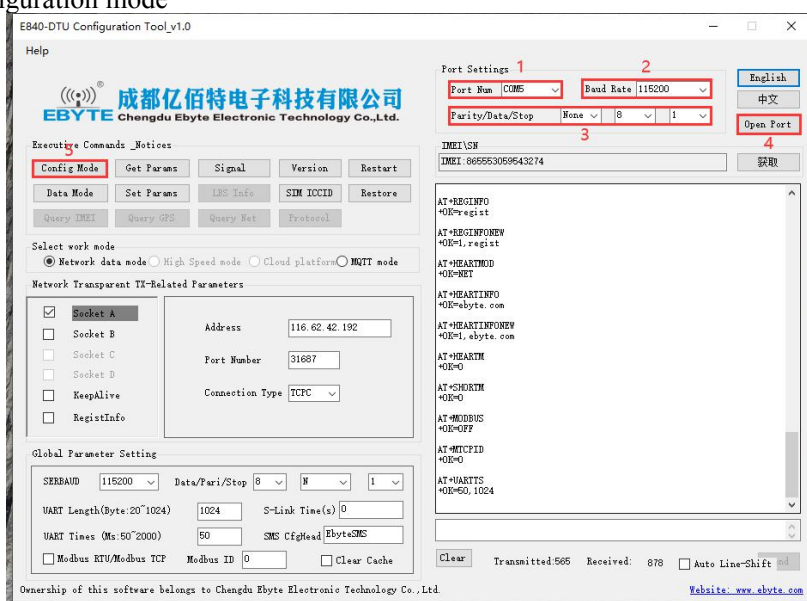 guration mode
E840-DTU Configuration Tool_v1.0
Help
Port Settings 1 2
Port Num COM5 Baud Rate 115200
Parity/Data/Stop None 8 1
3
English
中文
Open Port
4
((•))® 成都亿佰特电子科技有限公司
EBYTE Chengdu Ebyte Electronic Technology Co.,Ltd.
Executive Commands _Notices
5
Config Mode Get Params Signal Version Restart
Data Mode Set Params LBS Info SIM ICCID Restore
Query IMEI Query GPS Query Net Protocol
IMEI\SN
IMEI:865553059543274 获取
Select work mode
Network data mode High Speed mode Cloud platform MQTT mode
Network Transparent TX-Related Parameters
Socket A
Socket B
Socket C
Socket D
KeepAlive
RegistInfo
Address 116.62.42.192
Port Number 31687
Connection Type TCPC
Global Parameter Setting
SERBAUD 115200 Data/Pari/Stop 8 N 1
UART Length(Byte:20~1024) 1024 S-Link Time(s) 0
UART Times (Ms:50~2000) 50 SMS CfgHead EbyteSMS
Modbus RTU/Modbus TCP Modbus ID 0 Clear Cache
AT+REGINFO
+OK=regist
AT+REGINFONEW
+OK=1,regist
AT+HEARTMOD
+OK=NET
AT+HEARTINFO
+OK=ebyte.com
AT+HEARTINFONEW
+OK=1,ebyte.com
AT+HEARTM
+OK=0
AT+SHORTM
+OK=0
AT+MODBUS
+OK=OFF
AT+MTCPID
+OK=0
AT+UARTTS
+OK=50,1024
Clear Transmitted:565 Received: 878 Auto Line-Shift nd
Ownership of this software belongs to Chengdu Ebyte Electronic Technology Co.,Ltd. Website: www.ebyte.com